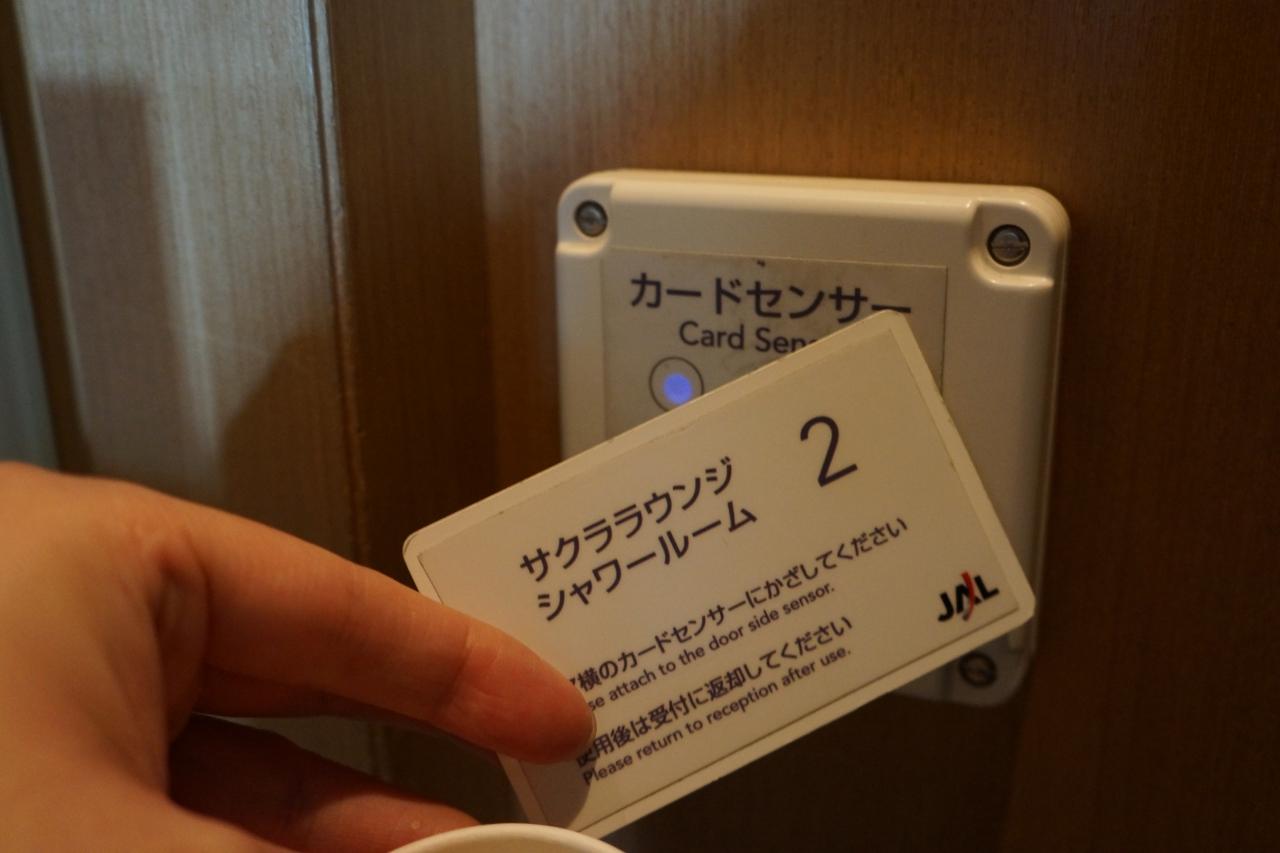 カードセンサー
Card
サクララウンジ
シャワールーム
2
横のカードセンサーにかざしてください
attach to the door side sensor.
使用後は受付に返却してください
Please return to reception after use.
JAL